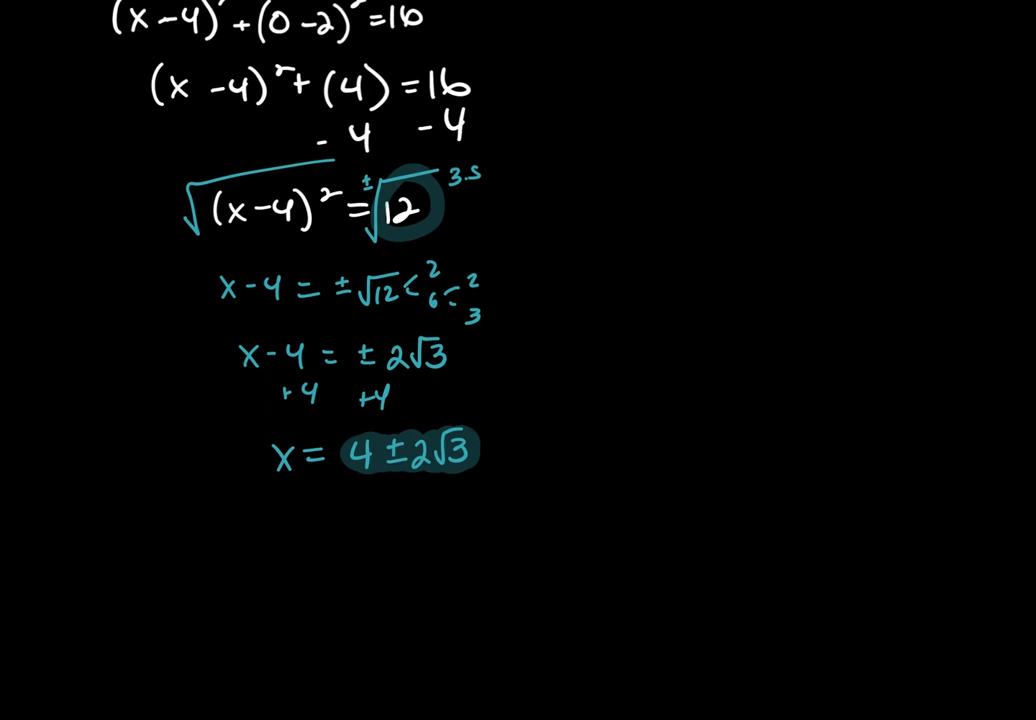 (x-4)² + (0-2)² = 16
(x-4)² + (4) = 16
- 4 - 4
√(x-4)² = ±√12 3.5
x-4 = ±√12 < 2 6 < 2 3
x-4 = ± 2√3
+4 +4
x = 4 ± 2√3